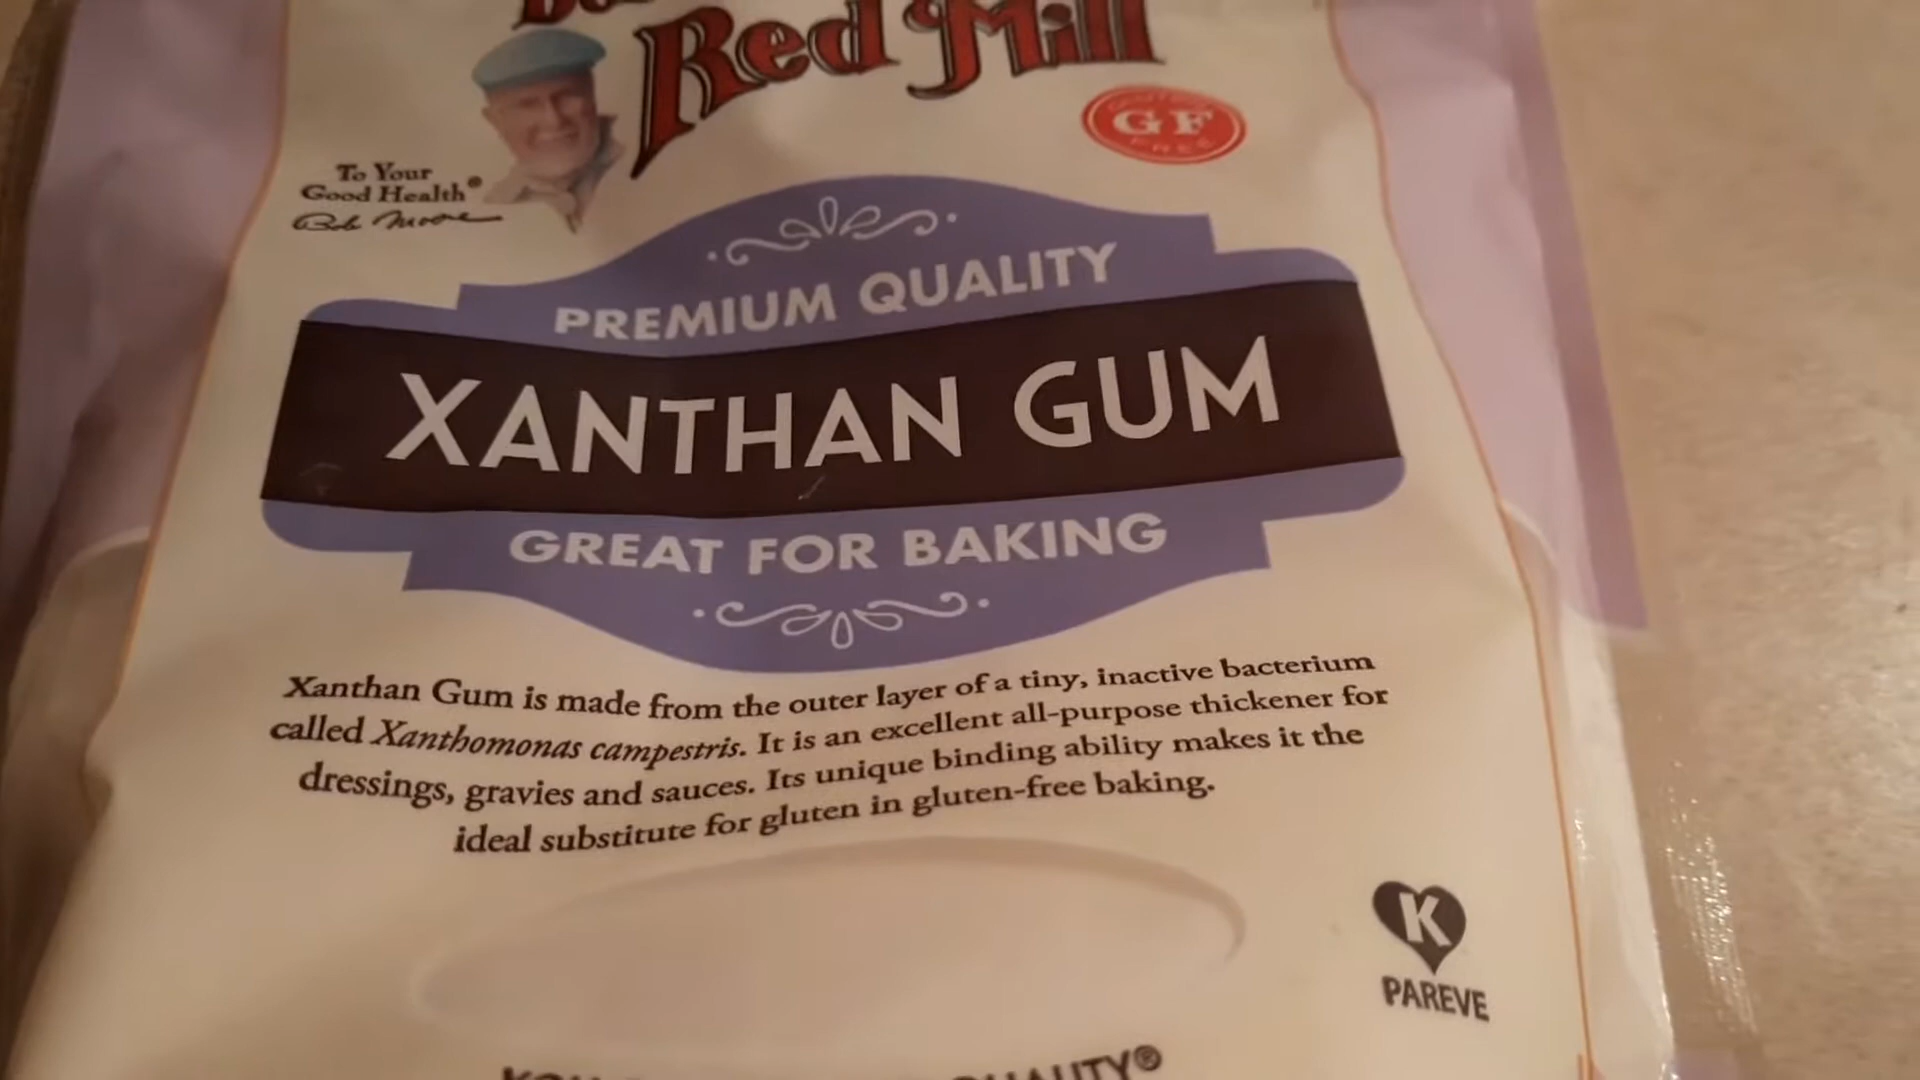 Red Mill
GF
FREE
To Your
Good Health®
Bob Moore
PREMIUM QUALITY
XANTHAN GUM
GREAT FOR BAKING
Xanthan Gum is made from the outer layer of a tiny, inactive bacterium
called Xanthomonas campestris. It is an excellent all-purpose thickener for
dressings, gravies and sauces. Its unique binding ability makes it the
ideal substitute for gluten in gluten-free baking.
K
PAREVE